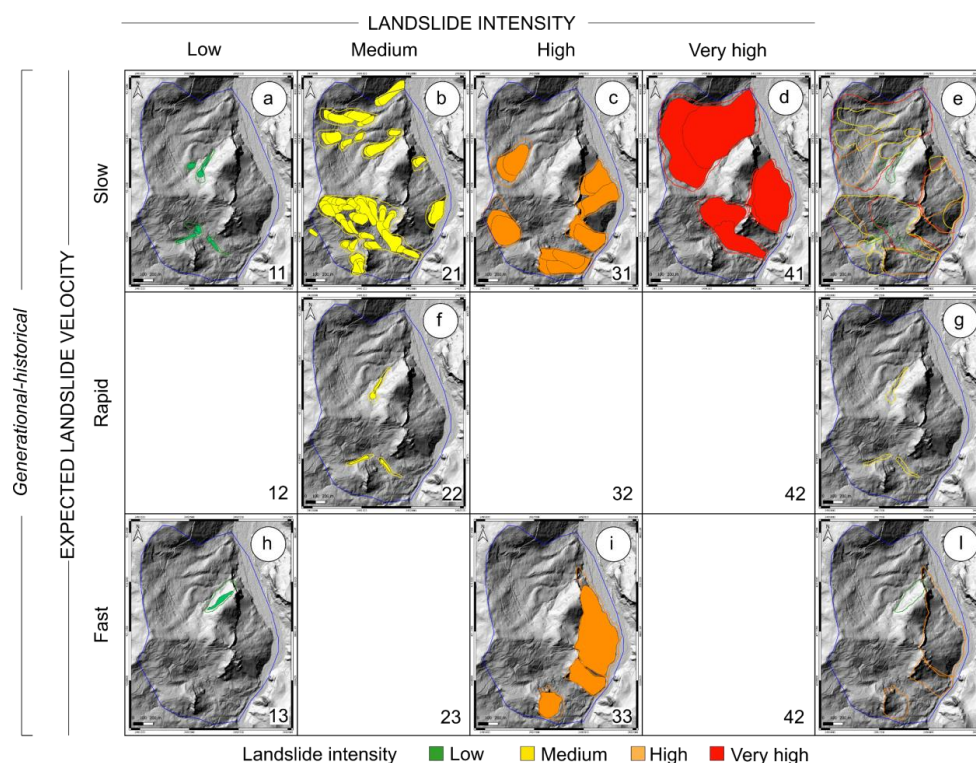 LANDSLIDE INTENSITY
Low Medium High Very high
Generational-historical
EXPECTED LANDSLIDE VELOCITY
Slow
a b c d e
11 21 31 41
Rapid
f g
12 22 32 42
Fast
h i l
13 23 33 42
Landslide intensity Low Medium High Very high